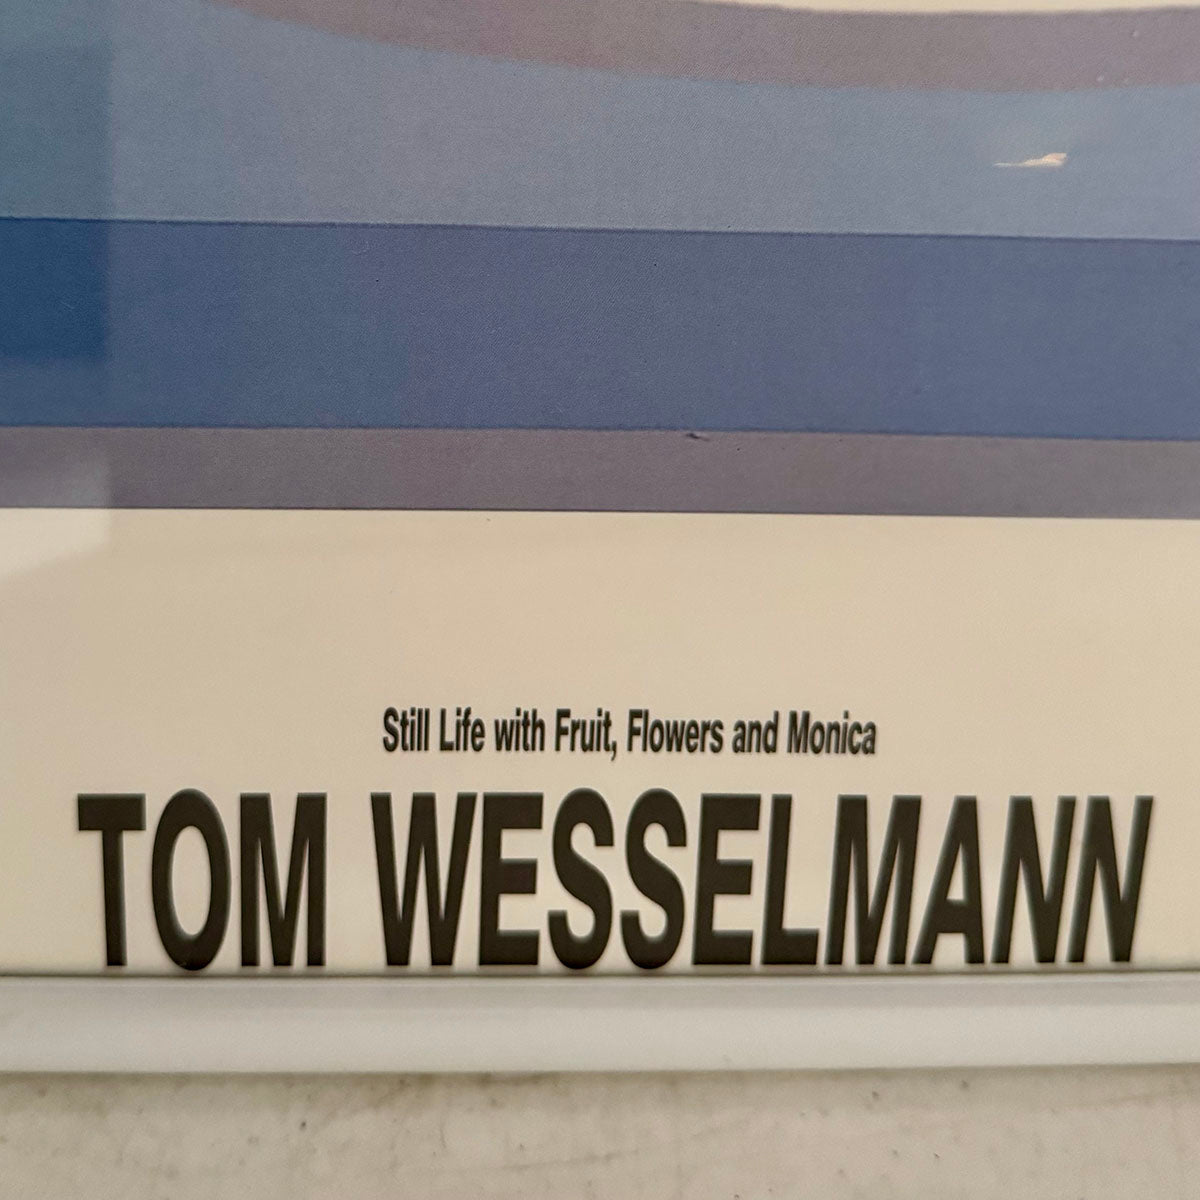 Still Life with Fruit, Flowers and Monica
TOM WESSELMANN